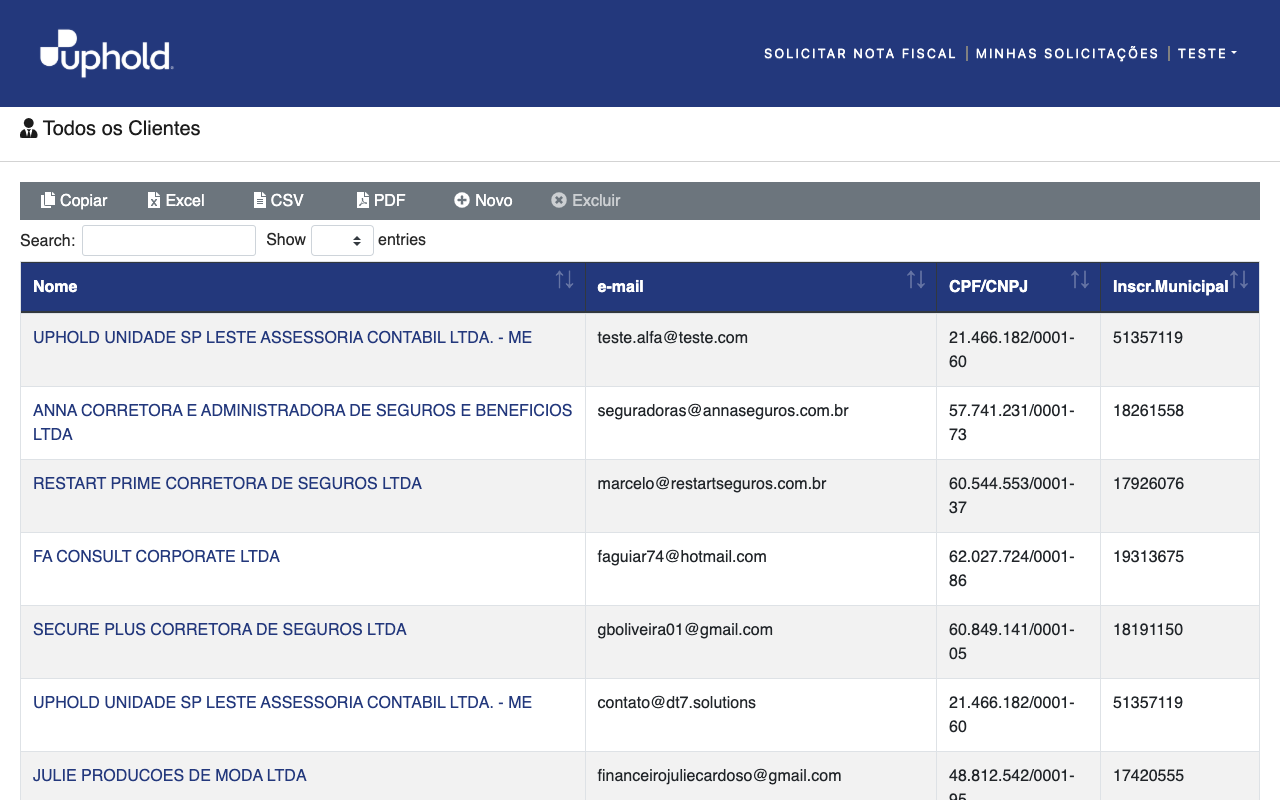 uphold
SOLICITAR NOTA FISCAL | MINHAS SOLICITAÇÕES | TESTE
Todos os Clientes
Copiar Excel CSV PDF Novo Excluir
Search: Show entries
Nome e-mail CPF/CNPJ Inscr.Municipal
UPHOLD UNIDADE SP LESTE ASSESSORIA CONTABIL LTDA. - ME teste.alfa@teste.com 21.466.182/0001- 51357119
60
ANNA CORRETORA E ADMINISTRADORA DE SEGUROS E BENEFICIOS seguradoras@annaseguros.com.br 57.741.231/0001- 18261558
LTDA 73
RESTART PRIME CORRETORA DE SEGUROS LTDA marcelo@restartseguros.com.br 60.544.553/0001- 17926076
37
FA CONSULT CORPORATE LTDA faguiar74@hotmail.com 62.027.724/0001- 19313675
86
SECURE PLUS CORRETORA DE SEGUROS LTDA gboliveira01@gmail.com 60.849.141/0001- 18191150
05
UPHOLD UNIDADE SP LESTE ASSESSORIA CONTABIL LTDA. - ME contato@dt7.solutions 21.466.182/0001- 51357119
60
JULIE PRODUCOES DE MODA LTDA financeirojuliecardoso@gmail.com 48.812.542/0001- 17420555
95